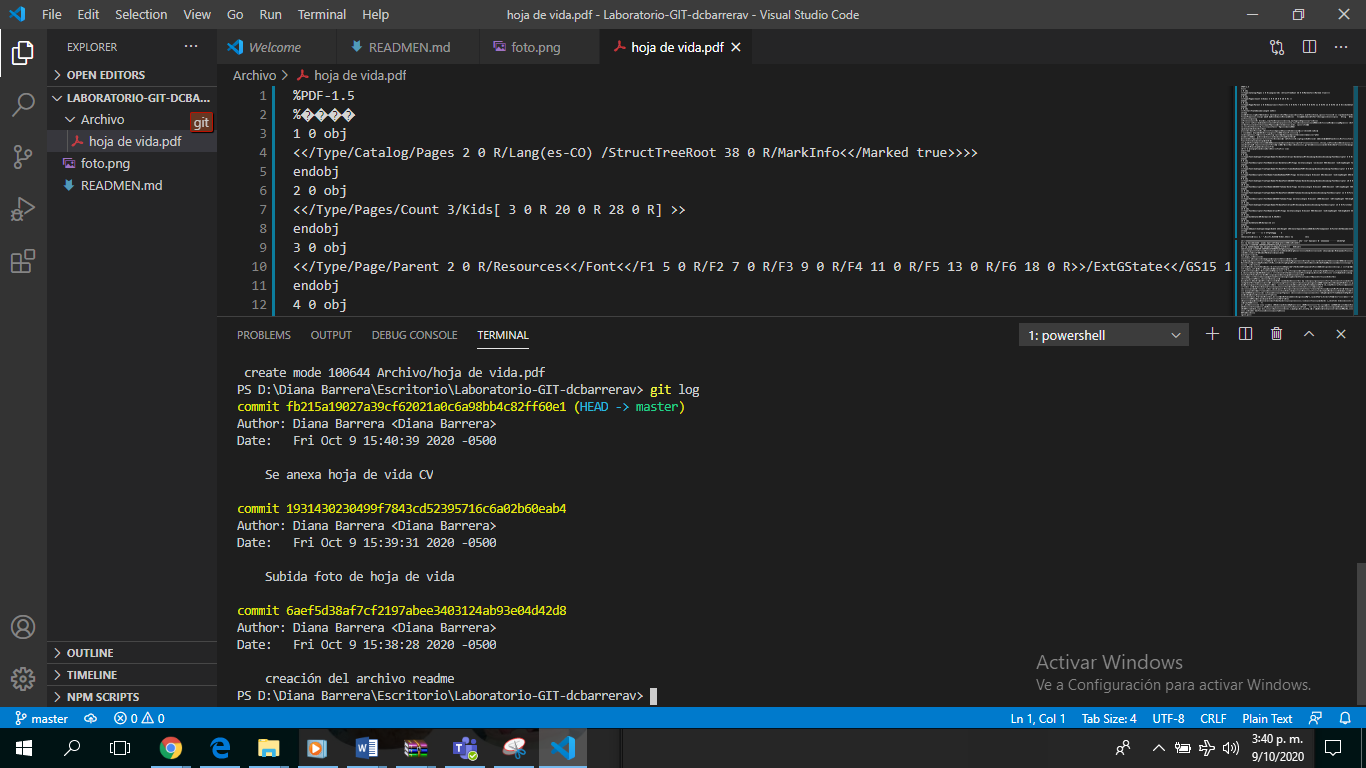 File Edit Selection View Go Run Terminal Help hoja de vida.pdf - Laboratorio-GIT-dcbarrerav - Visual Studio Code
EXPLORER ···
Welcome READMEN.md foto.png hoja de vida.pdf
OPEN EDITORS
LABORATORIO-GIT-DCBA...
Archivo
git
hoja de vida.pdf
foto.png
READMEN.md
Archivo > hoja de vida.pdf
1 %PDF-1.5
2 %����
3 1 0 obj
4 <</Type/Catalog/Pages 2 0 R/Lang(es-CO) /StructTreeRoot 38 0 R/MarkInfo<</Marked true>>>>
5 endobj
6 2 0 obj
7 <</Type/Pages/Count 3/Kids[ 3 0 R 20 0 R 28 0 R] >>
8 endobj
9 3 0 obj
10 <</Type/Page/Parent 2 0 R/Resources<</Font<</F1 5 0 R/F2 7 0 R/F3 9 0 R/F4 11 0 R/F5 13 0 R/F6 18 0 R>>/ExtGState<</GS15 1
11 endobj
12 4 0 obj
PROBLEMS OUTPUT DEBUG CONSOLE TERMINAL 1: powershell
create mode 100644 Archivo/hoja de vida.pdf
PS D:\Diana Barrera\Escritorio\Laboratorio-GIT-dcbarrerav> git log
commit fb215a19027a39cf62021a0c6a98bb4c82ff60e1 (HEAD -> master)
Author: Diana Barrera <Diana Barrera>
Date: Fri Oct 9 15:40:39 2020 -0500
Se anexa hoja de vida CV
commit 1931430230499f7843cd52395716c6a02b60eab4
Author: Diana Barrera <Diana Barrera>
Date: Fri Oct 9 15:39:31 2020 -0500
Subida foto de hoja de vida
commit 6aef5d38af7cf2197abee3403124ab93e04d42d8
Author: Diana Barrera <Diana Barrera>
Date: Fri Oct 9 15:38:28 2020 -0500
creación del archivo readme
PS D:\Diana Barrera\Escritorio\Laboratorio-GIT-dcbarrerav>
OUTLINE
TIMELINE
NPM SCRIPTS
Activar Windows
Ve a Configuración para activar Windows.
master 0 0 Ln 1, Col 1 Tab Size: 4 UTF-8 CRLF Plain Text
3:40 p. m.
9/10/2020